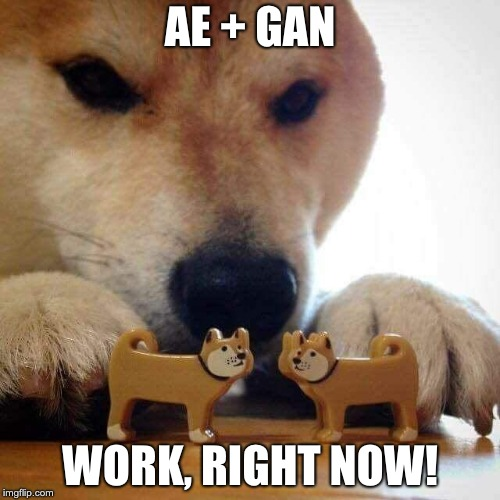 AE + GAN
WORK, RIGHT NOW!
imgflip.com